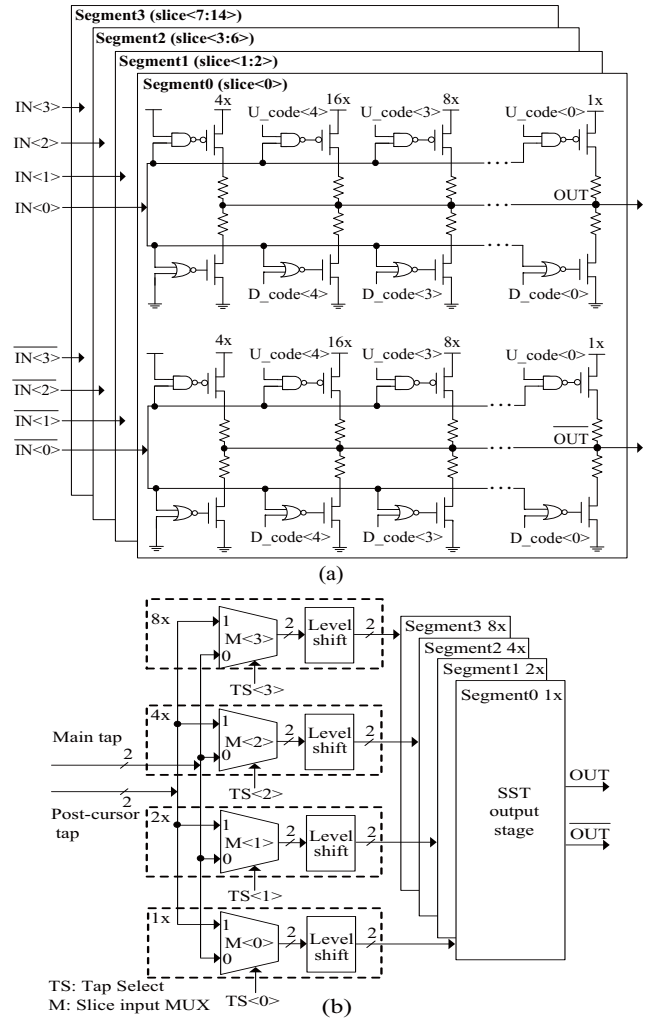 Segment3 (slice<7:14>)
Segment2 (slice<3:6>)
Segment1 (slice<1:2>)
Segment0 (slice<0>)
4x U_code<4> 16x U_code<3> 8x U_code<0> 1x
IN<3>
IN<2>
IN<1>
IN<0>
OUT
D_code<4> D_code<3> D_code<0>
4x U_code<4> 16x U_code<3> 8x U_code<0> 1x
IN<3>
IN<2>
IN<1>
IN<0>
OUT
D_code<4> D_code<3> D_code<0>
(a)
8x 1 M<3> 0 2 Level shift 2
TS<3>
4x 1 M<2> 0 2 Level shift 2
TS<2>
2x 1 M<1> 0 2 Level shift 2
TS<1>
1x 1 M<0> 0 2 Level shift 2
TS<0>
Main tap
2
Post-cursor
tap
2
Segment3 8x
Segment2 4x
Segment1 2x
Segment0 1x
SST
output
stage
OUT
OUT
TS: Tap Select
M: Slice input MUX
(b)